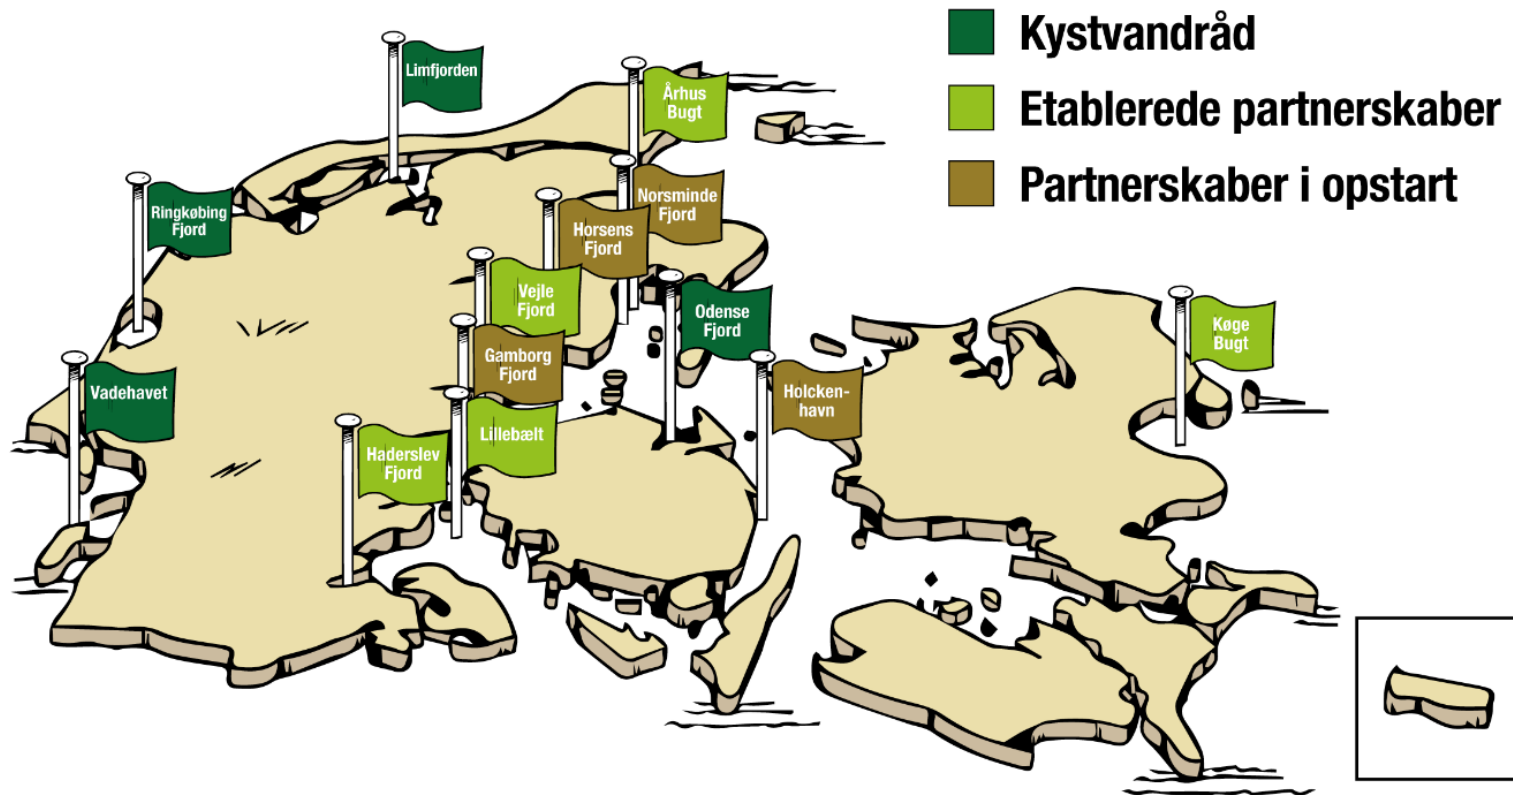 Kystvandråd
Etablerede partnerskaber
Partnerskaber i opstart
Limfjorden
Århus
Bugt
Ringkøbing
Fjord
Norsminde
Fjord
Horsens
Fjord
Vejle
Fjord
Odense
Fjord
Køge
Bugt
Gamborg
Fjord
Vadehavet
Holcken-
havn
Lillebælt
Haderslev
Fjord